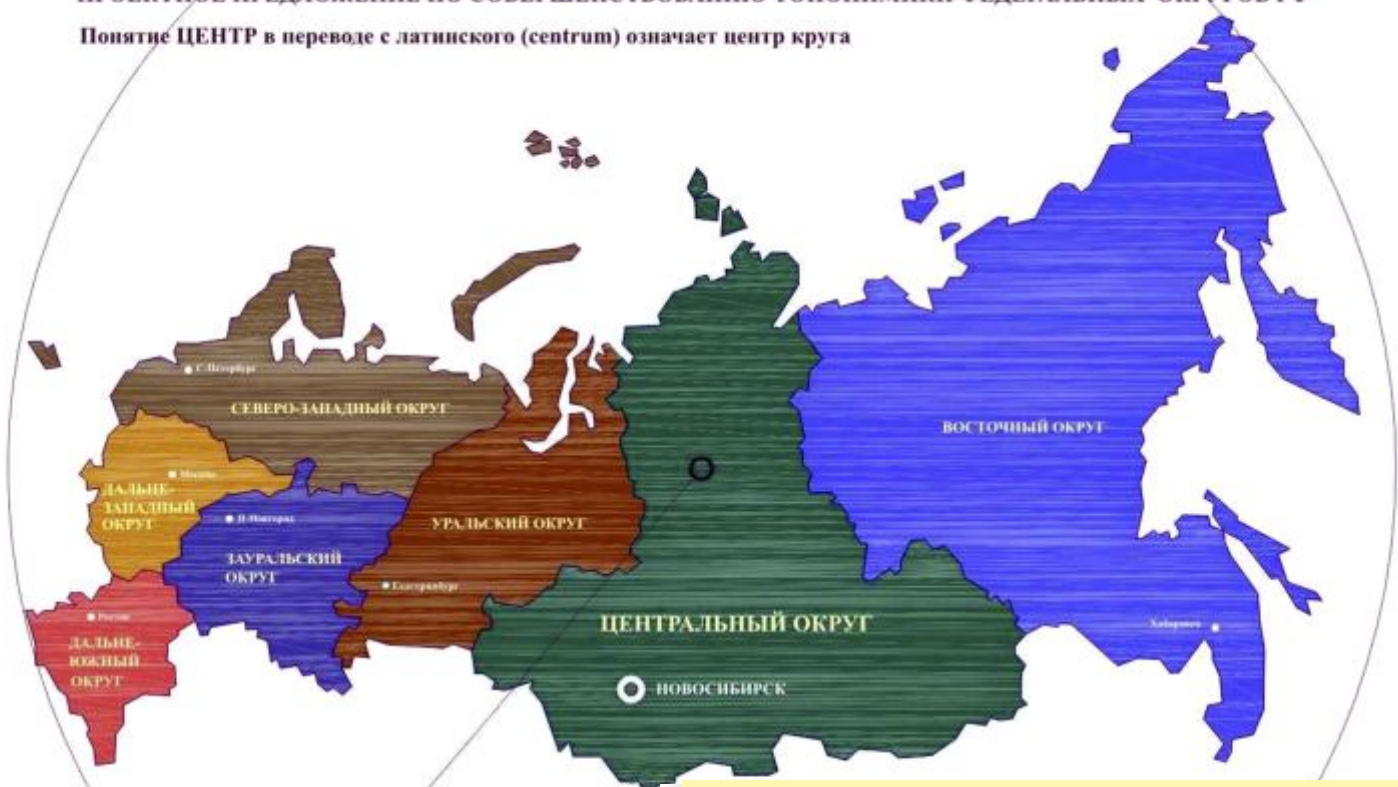 Понятие ЦЕНТР в переводе с латинского (centrum) означает центр круга
С-Петербург
СЕВЕРО-ЗАПАДНЫЙ ОКРУГ
ВОСТОЧНЫЙ ОКРУГ
Москва
ДАЛЬНЕ-
ЗАПАДНЫЙ
ОКРУГ
Н-Новгород
УРАЛЬСКИЙ ОКРУГ
ЗАУРАЛЬСКИЙ
ОКРУГ
Екатеринбург
Ростов
ЦЕНТРАЛЬНЫЙ ОКРУГ
Хабаровск
ДАЛЬНЕ-
ЮЖНЫЙ
ОКРУГ
НОВОСИБИРСК